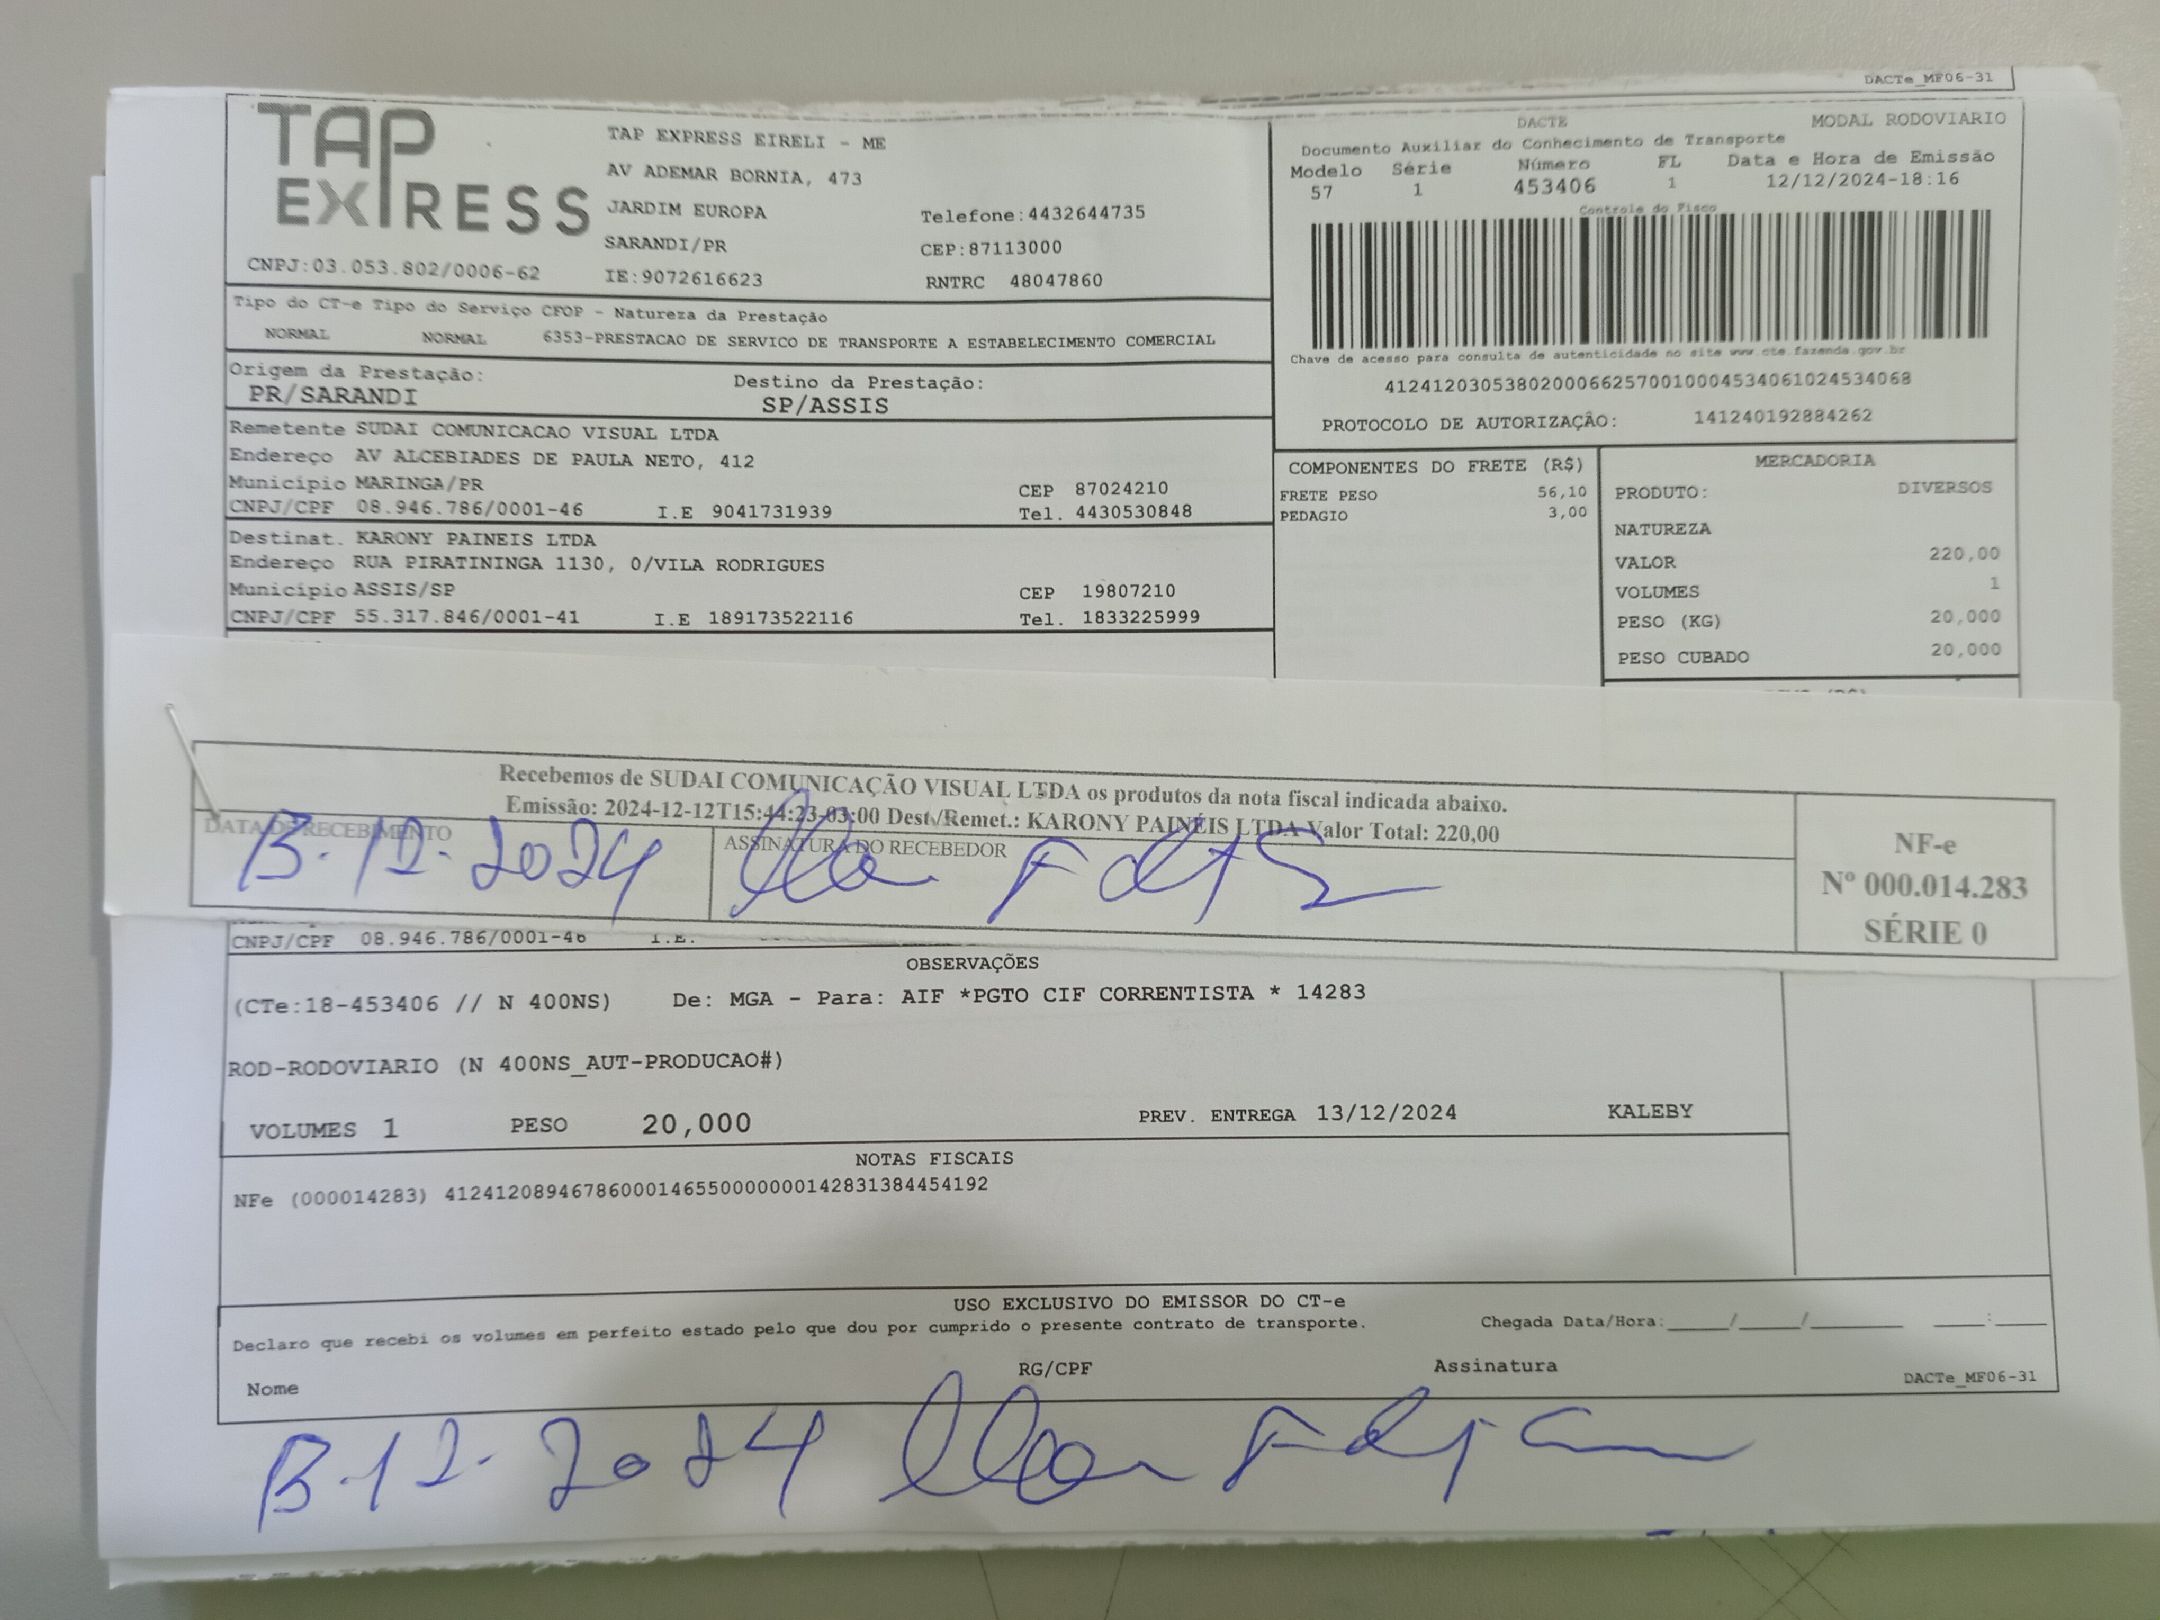 DACTe_MF06-31
TAP
EXPRESS
CNPJ:03.053.802/0006-62
TAP EXPRESS EIRELI - ME
AV ADEMAR BORNIA, 473
JARDIM EUROPA
Telefone:4432644735
SARANDI/PR
CEP:87113000
IE:9072616623
RNTRC 48047860
DACTE
MODAL RODOVIARIO
Documento Auxiliar do Conhecimento de Transporte
Modelo Série Número FL Data e Hora de Emissão
57 1 453406 1 12/12/2024-18:16
Controle do Fisco
Chave de acesso para consulta de autenticidade no site www.cte.fazenda.gov.br
41241203053802000662570010004534061024534068
PROTOCOLO DE AUTORIZAÇÂO: 141240192884262
Tipo do CT-e Tipo do Serviço CFOP - Natureza da Prestação
NORMAL NORMAL 6353-PRESTACAO DE SERVICO DE TRANSPORTE A ESTABELECIMENTO COMERCIAL
Origem da Prestação: Destino da Prestação:
PR/SARANDI SP/ASSIS
Remetente SUDAI COMUNICACAO VISUAL LTDA
Endereço AV ALCEBIADES DE PAULA NETO, 412
Município MARINGA/PR CEP 87024210
CNPJ/CPF 08.946.786/0001-46 I.E 9041731939 Tel. 4430530848
Destinat. KARONY PAINEIS LTDA
Endereço RUA PIRATININGA 1130, 0/VILA RODRIGUES
Município ASSIS/SP CEP 19807210
CNPJ/CPF 55.317.846/0001-41 I.E 189173522116 Tel. 1833225999
COMPONENTES DO FRETE (R$)
FRETE PESO 56,10
PEDAGIO 3,00
MERCADORIA
PRODUTO: DIVERSOS
NATUREZA
VALOR 220,00
VOLUMES 1
PESO (KG) 20,000
PESO CUBADO 20,000
Recebemos de SUDAI COMUNICAÇÃO VISUAL LTDA os produtos da nota fiscal indicada abaixo.
Emissão: 2024-12-12T15:44:23-03:00 Dest./Remet.: KARONY PAINÉIS LTDA Valor Total: 220,00
DATA DE RECEBIMENTO
ASSINATURA DO RECEBEDOR
13-12-2024
NF-e
Nº 000.014.283
SÉRIE 0
CNPJ/CPF 08.946.786/0001-46 I.E.
OBSERVAÇÕES
(CTe:18-453406 // N 400NS) De: MGA - Para: AIF *PGTO CIF CORRENTISTA * 14283
ROD-RODOVIARIO (N 400NS_AUT-PRODUCAO#)
VOLUMES 1 PESO 20,000 PREV. ENTREGA 13/12/2024 KALEBY
NOTAS FISCAIS
NFe (000014283) 41241208946786000146550000000142831384454192
USO EXCLUSIVO DO EMISSOR DO CT-e
Declaro que recebi os volumes em perfeito estado pelo que dou por cumprido o presente contrato de transporte.
Chegada Data/Hora:_____/_____/________ _____:_____
Nome RG/CPF Assinatura
DACTe_MF06-31
13-12-2024